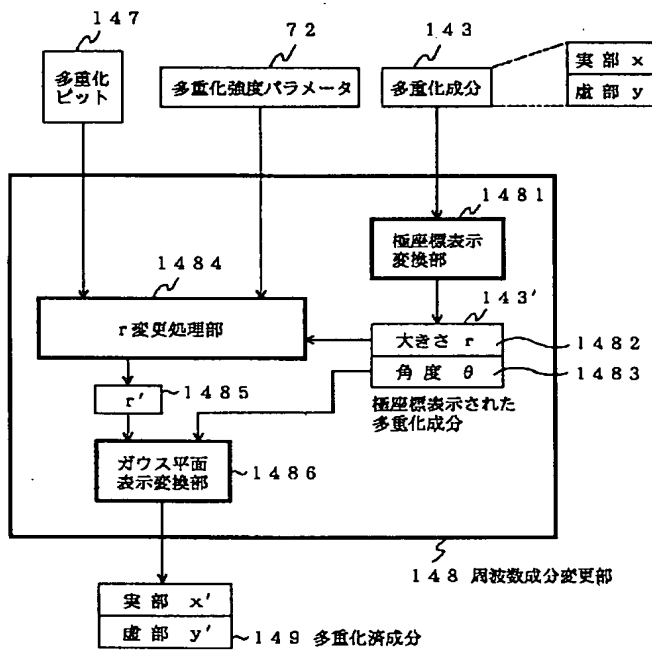 147
72
143
多重化
ビット
多重化強度パラメータ
多重化成分
実部 x
虚部 y
1481
極座標表示
変換部
1484
r変更処理部
143'
大きさ r
1482
角度 θ
1483
極座標表示された
多重化成分
r'
1485
ガウス平面
表示変換部
1486
148 周波数成分変更部
実部 x'
虚部 y'
149 多重化済成分